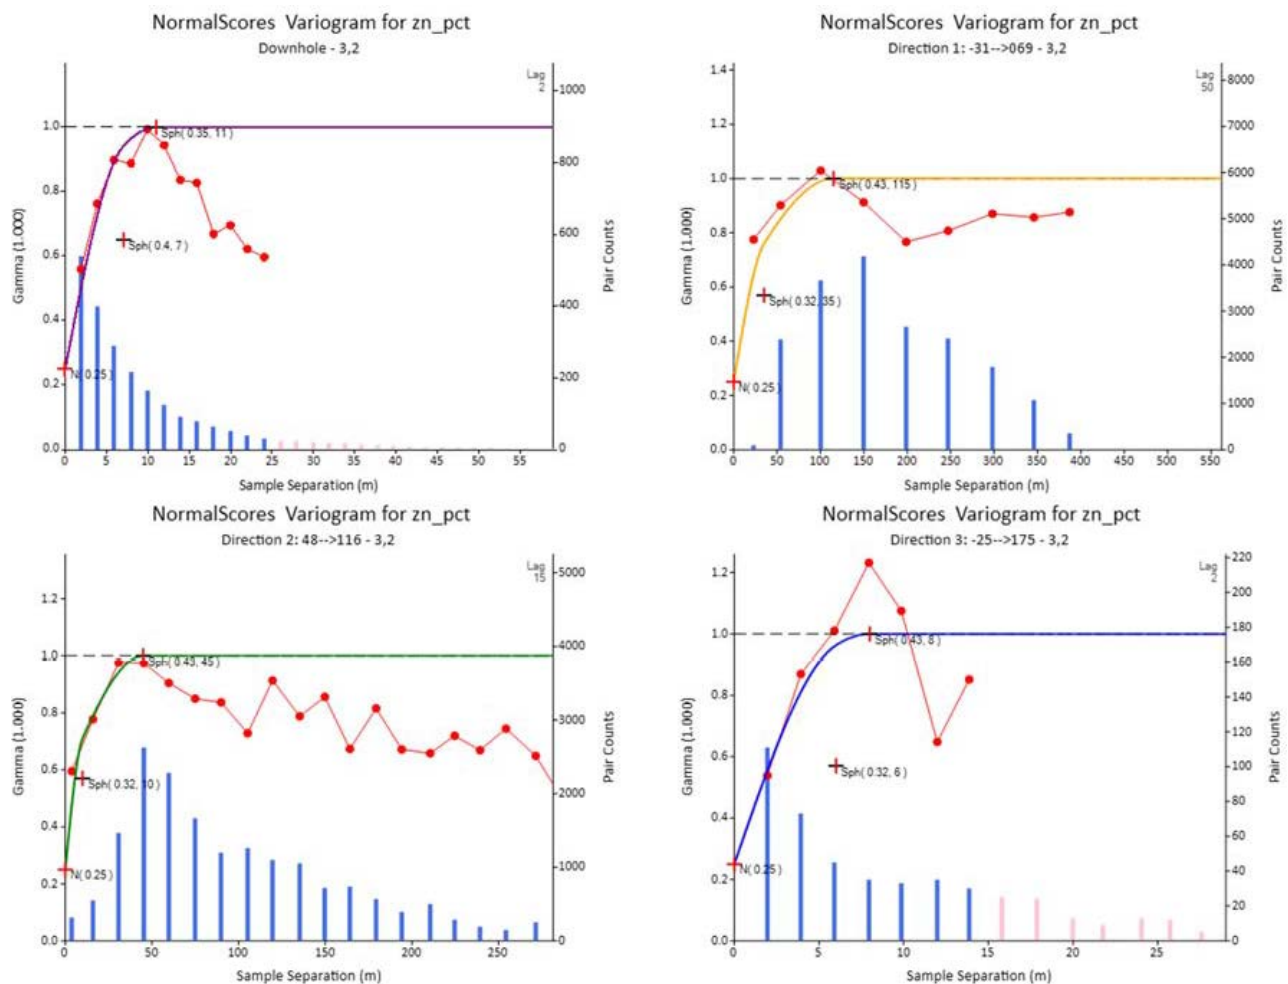 NormalScores Variogram for zn_pct
Downhole - 3,2
Lag
2
1000
800
600
400
200
0
Pair Counts
1.0
0.8
0.6
0.4
0.2
0.0
Gamma (1.000)
Sph( 0.35, 11 )
Sph( 0.4, 7 )
N( 0.25 )
0 5 10 15 20 25 30 35 40 45 50 55
Sample Separation (m)
NormalScores Variogram for zn_pct
Direction 1: -31-->069 - 3,2
Lag
50
8000
7000
6000
5000
4000
3000
2000
1000
0
Pair Counts
1.4
1.2
1.0
0.8
0.6
0.4
0.2
0.0
Gamma (1.000)
Sph( 0.43, 115 )
Sph( 0.32, 35 )
N( 0.25 )
0 50 100 150 200 250 300 350 400 450 500 550
Sample Separation (m)
NormalScores Variogram for zn_pct
Direction 2: 48-->116 - 3,2
Lag
15
5000
4000
3000
2000
1000
0
Pair Counts
1.2
1.0
0.8
0.6
0.4
0.2
0.0
Gamma (1.000)
Sph( 0.43, 45 )
Sph( 0.32, 10 )
N( 0.25 )
0 50 100 150 200 250
Sample Separation (m)
NormalScores Variogram for zn_pct
Direction 3: -25-->175 - 3,2
Lag
2
220
200
180
160
140
120
100
80
60
40
20
0
Pair Counts
1.2
1.0
0.8
0.6
0.4
0.2
0.0
Gamma (1.000)
Sph( 0.43, 8 )
Sph( 0.32, 6 )
N( 0.25 )
0 5 10 15 20 25
Sample Separation (m)